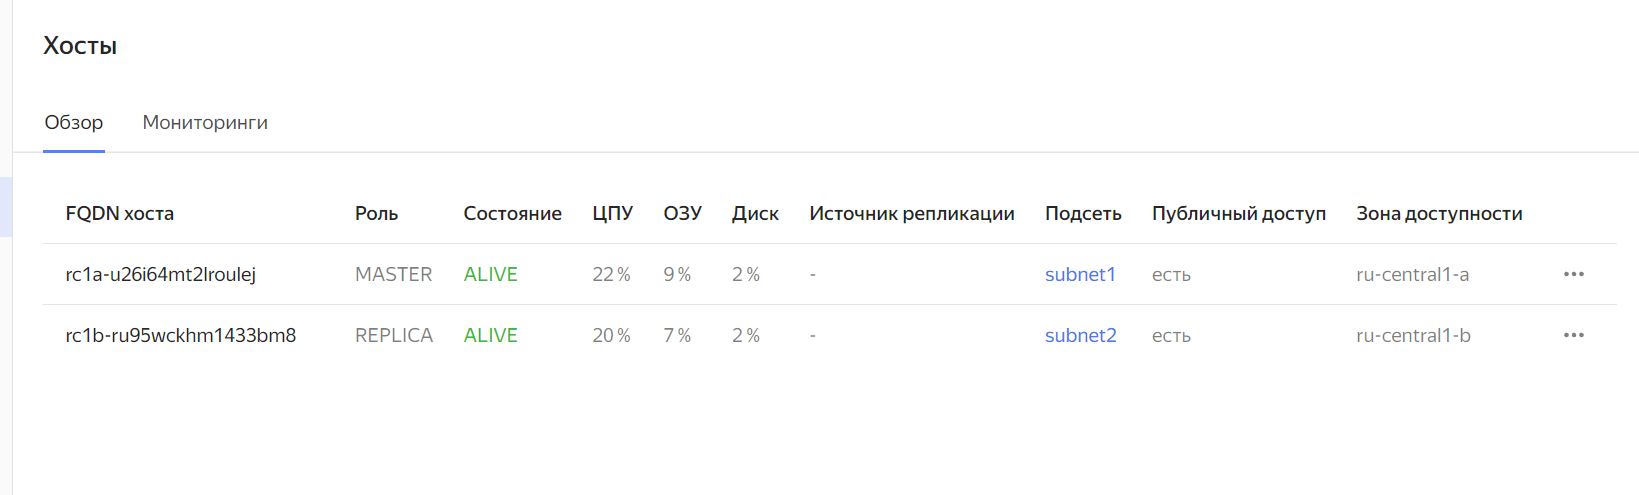 Хосты
Обзор Мониторинги
FQDN хоста Роль Состояние ЦПУ ОЗУ Диск Источник репликации Подсеть Публичный доступ Зона доступности
rc1a-u26i64mt2lroulej MASTER ALIVE 22 % 9 % 2 % - subnet1 есть ru-central1-a
rc1b-ru95wckhm1433bm8 REPLICA ALIVE 20 % 7 % 2 % - subnet2 есть ru-central1-b